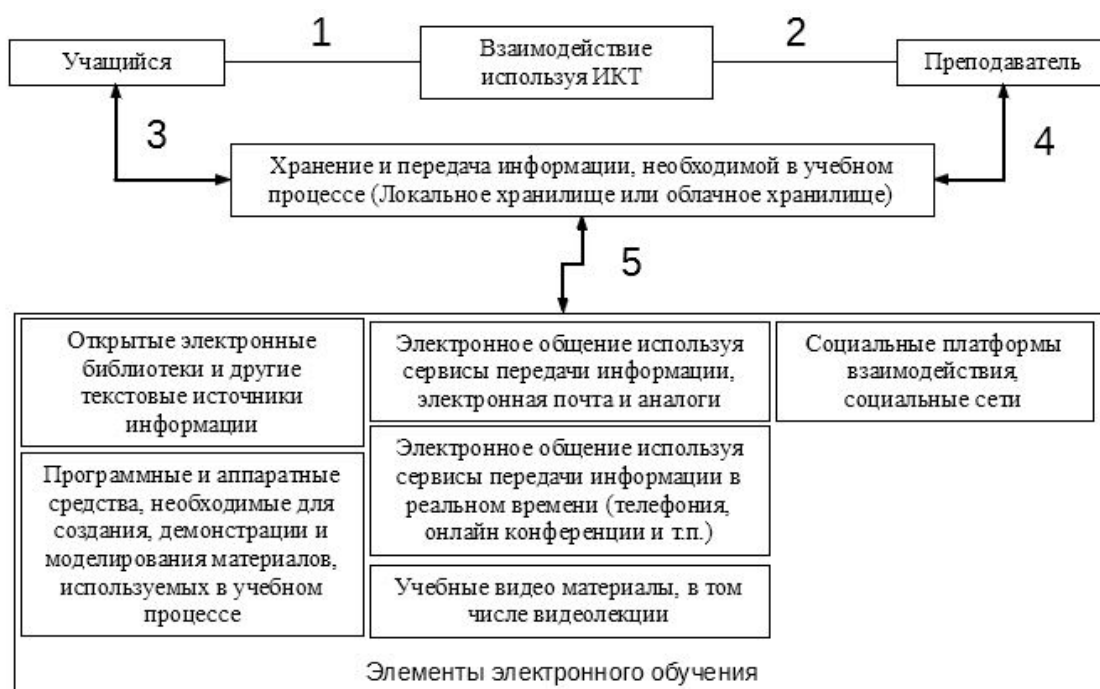 1
2
Учащийся
Взаимодействие
используя ИКТ
Преподаватель
3
4
Хранение и передача информации, необходимой в учебном
процессе (Локальное хранилище или облачное хранилище)
5
Открытые электронные
библиотеки и другие
текстовые источники
информации
Электронное общение используя
сервисы передачи информации,
электронная почта и аналоги
Социальные платформы
взаимодействия,
социальные сети
Программные и аппаратные
средства, необходимые для
создания, демонстрации и
моделирования материалов,
используемых в учебном
процессе
Электронное общение используя
сервисы передачи информации в
реальном времени (телефония,
онлайн конференции и т.п.)
Учебные видео материалы, в том
числе видеолекции
Элементы электронного обучения